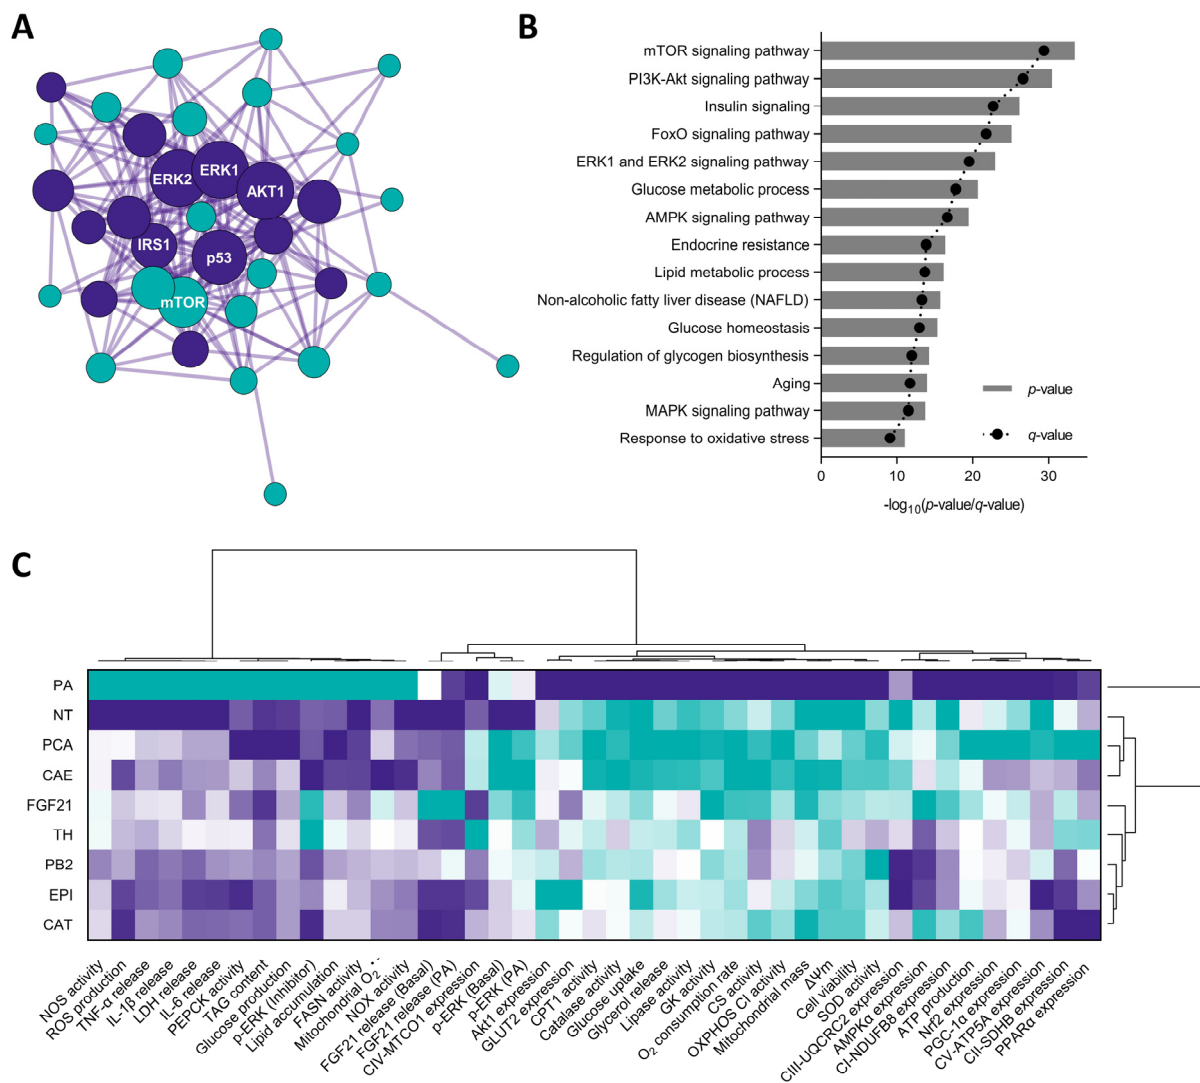 A
ERK1
ERK2
AKT1
IRS1
p53
mTOR
B
mTOR signaling pathway
PI3K-Akt signaling pathway
Insulin signaling
FoxO signaling pathway
ERK1 and ERK2 signaling pathway
Glucose metabolic process
AMPK signaling pathway
Endocrine resistance
Lipid metabolic process
Non-alcoholic fatty liver disease (NAFLD)
Glucose homeostasis
Regulation of glycogen biosynthesis
Aging
MAPK signaling pathway
Response to oxidative stress
p-value
q-value
0 10 20 30
-log10(p-value/q-value)
C
PA
NT
PCA
CAE
FGF21
TH
PB2
EPI
CAT
NOS activity
ROS production
TNF-α release
IL-1β release
LDH release
IL-6 release
PEPCK activity
TAG content
Glucose production
p-ERK (Inhibitor)
Lipid accumulation
FASN activity
Mitochondrial O2·-
NOX activity
FGF21 release (Basal)
FGF21 release (PA)
CIV-MTCO1 expression
p-ERK (Basal)
p-ERK (PA)
Akt1 expression
GLUT2 expression
CPT1 activity
Catalase activity
Glucose uptake
Glycerol release
Lipase activity
GK activity
O2 consumption rate
CS activity
OXPHOS CI activity
Mitochondrial mass
ΔΨm
Cell viability
SOD activity
CIII-UQCRC2 expression
AMPKα expression
CI-NDUFB8 expression
ATP production
Nrf2 expression
PGC-1α expression
CV-ATP5A expression
CII-SDHB expression
PPARα expression